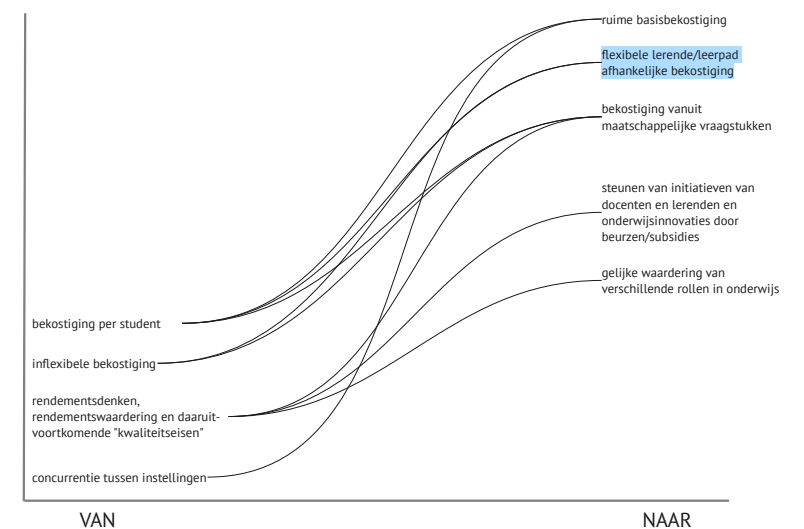 ruime basisbekostiging
flexibele lerende/leerpad
afhankelijke bekostiging
bekostiging vanuit
maatschappelijke vraagstukken
steunen van initiatieven van
docenten en lerenden en
onderwijsinnovaties door
beurzen/subsidies
gelijke waardering van
verschillende rollen in onderwijs
bekostiging per student
inflexibele bekostiging
rendementsdenken,
rendementswaardering en daaruit-
voortkomende "kwaliteitseisen"
concurrentie tussen instellingen
VAN
NAAR